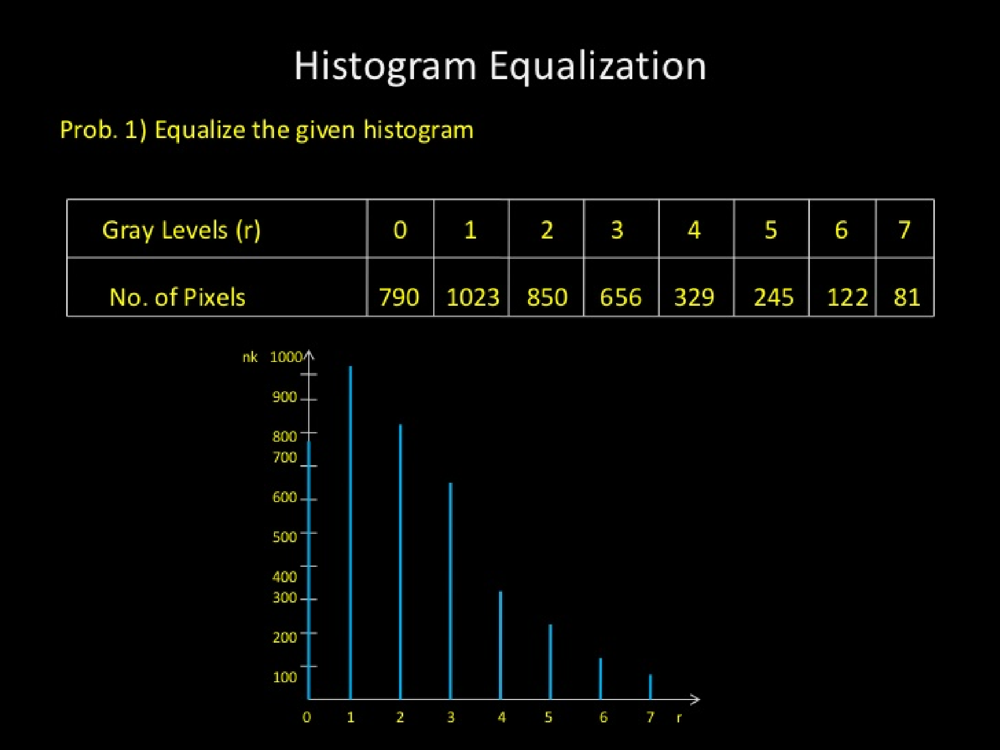 Histogram Equalization
Prob. 1) Equalize the given histogram
Gray Levels (r) 0 1 2 3 4 5 6 7
No. of Pixels 790 1023 850 656 329 245 122 81
nk 1000
900
800
700
600
500
400
300
200
100
0 1 2 3 4 5 6 7 r